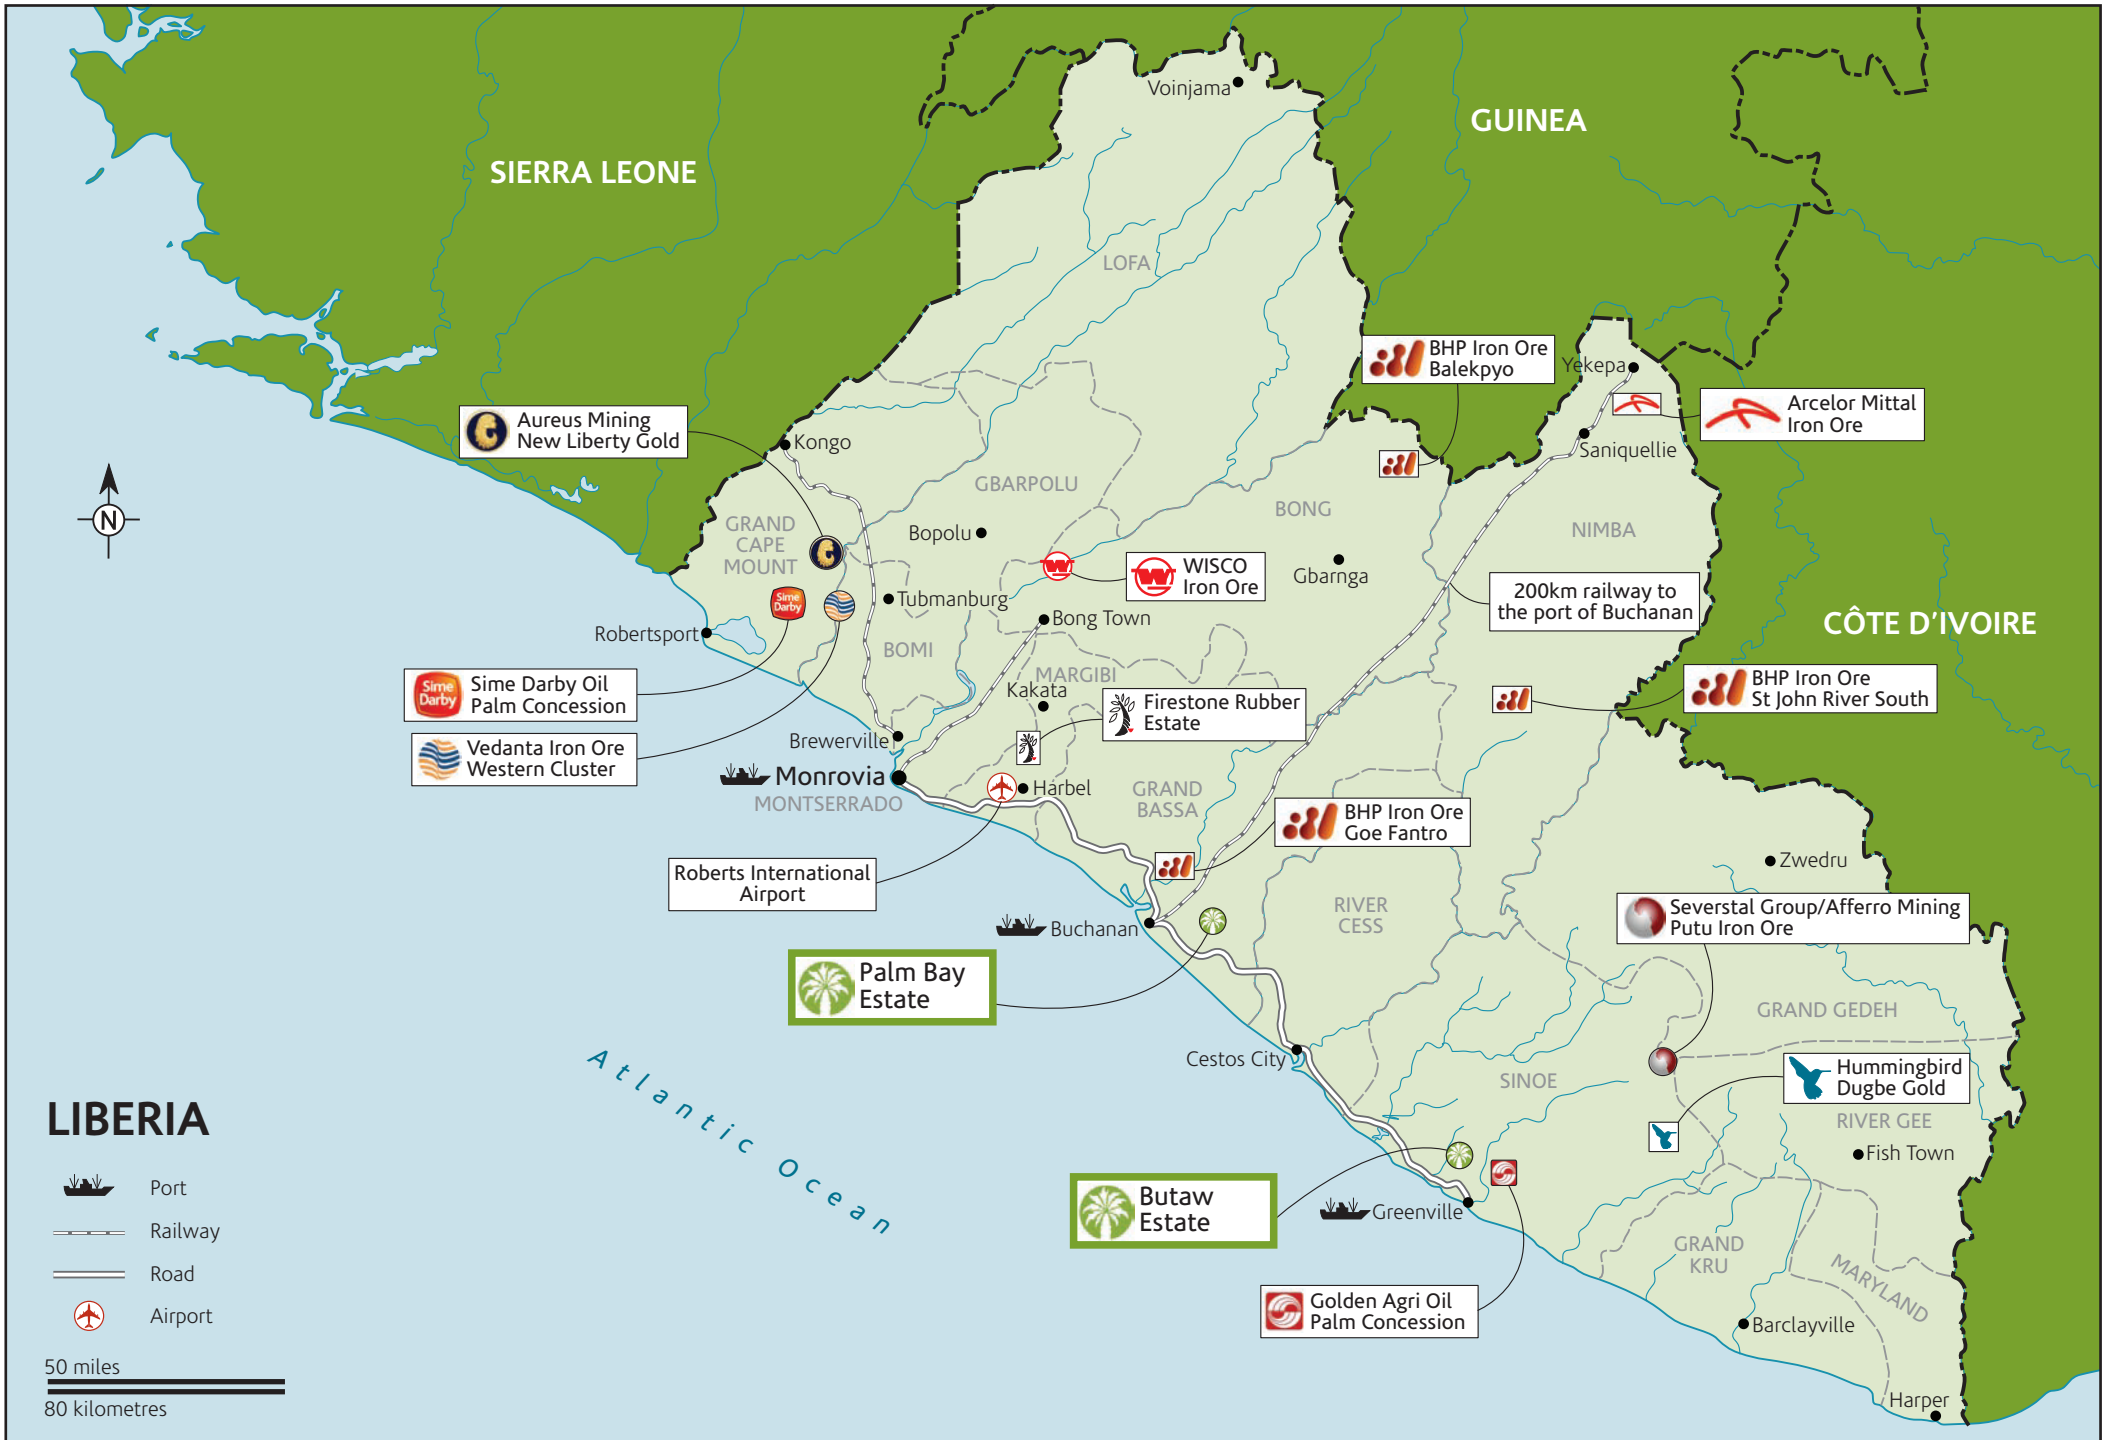 Voinjama
GUINEA
SIERRA LEONE
LOFA
BHP Iron Ore
Balekpyo
Yekepa
Arcelor Mittal
Iron Ore
Aureus Mining
New Liberty Gold
Kongo
Saniquellie
GBARPOLU
BONG
NIMBA
GRAND
CAPE
MOUNT
N
Bopolu
WISCO
Iron Ore
Gbarnga
200km railway to
the port of Buchanan
Sime
Darby
Tubmanburg
Bong Town
CÔTE D'IVOIRE
Robertsport
BOMI
MARGIBI
Kakata
Sime
Darby
Sime Darby Oil
Palm Concession
Firestone Rubber
Estate
BHP Iron Ore
St John River South
Vedanta Iron Ore
Western Cluster
Brewerville
Monrovia
MONTSERRADO
Harbel
GRAND
BASSA
BHP Iron Ore
Goe Fantro
Roberts International
Airport
Zwedru
RIVER
CESS
Severstal Group/Afferro Mining
Putu Iron Ore
Buchanan
Palm Bay
Estate
GRAND GEDEH
Cestos City
SINOE
Hummingbird
Dugbe Gold
Atlantic Ocean
RIVER GEE
Fish Town
LIBERIA
Port
Railway
Road
Airport
50 miles
80 kilometres
Butaw
Estate
Greenville
GRAND
KRU
MARYLAND
Golden Agri Oil
Palm Concession
Barclayville
Harper